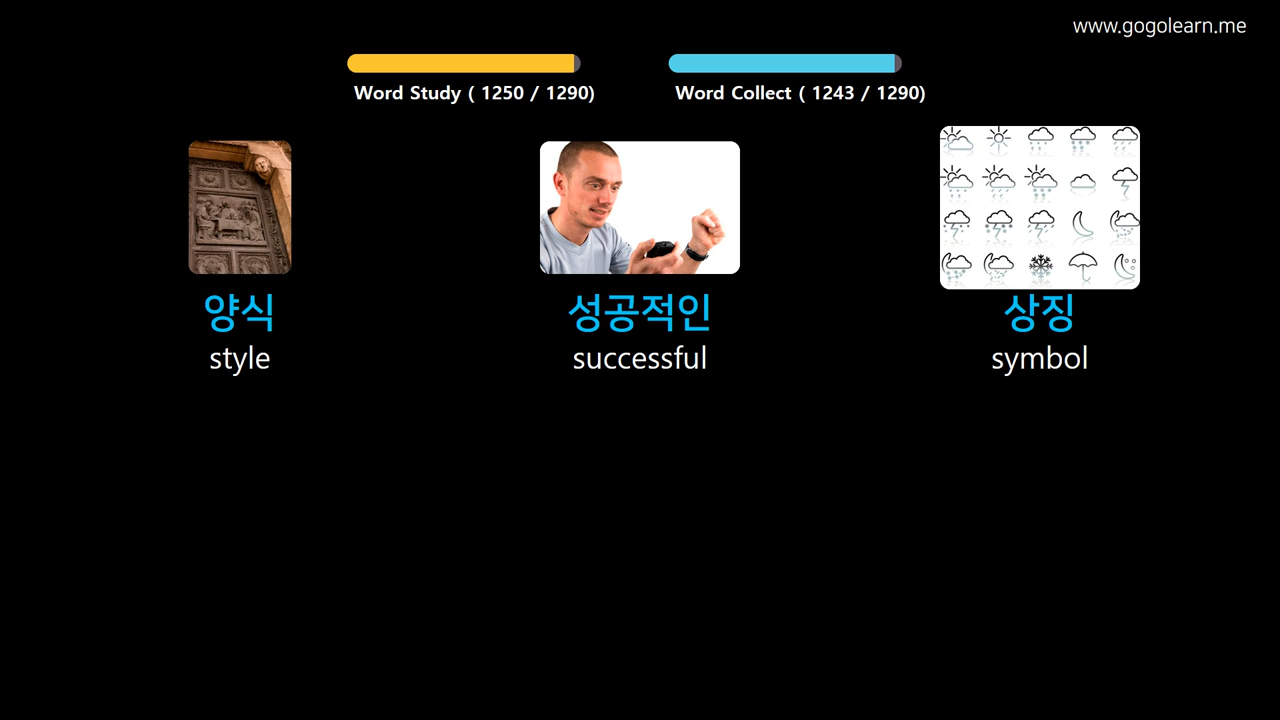 www.gogolearn.me
Word Study ( 1250 / 1290)
Word Collect ( 1243 / 1290)
양식
성공적인
상징
style
successful
symbol